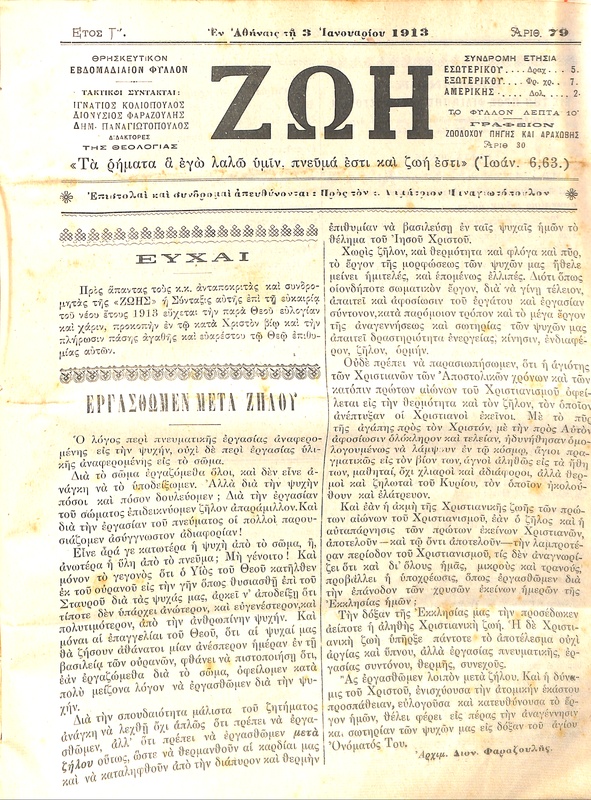 Ετος Γ'.
Ἐν Ἀθήναις τῇ 3 Ἰανουαρίου 1913
Ἀριθ. 79
ΘΡΗΣΚΕΥΤΙΚΟΝ
ΕΒΔΟΜΑΔΙΑΙΟΝ ΦΥΛΛΟΝ
ΤΑΚΤΙΚΟΙ ΣΥΝΤΑΚΤΑΙ:
ΙΓΝΑΤΙΟΣ ΚΟΛΙΟΠΟΥΛΟΣ
ΔΙΟΝΥΣΙΟΣ ΦΑΡΑΖΟΥΛΗΣ
ΔΗΜ. ΠΑΝΑΓΙΩΤΟΠΟΥΛΟΣ
ΔΙΔΑΚΤΟΡΕΣ
ΤΗΣ ΘΕΟΛΟΓΙΑΣ
ΖΩΗ
ΣΥΝΔΡΟΜΗ ΕΤΗΣΙΑ
ΕΣΩΤΕΡΙΚΟΥ.... Δραχ. 5.
ΕΞΩΤΕΡΙΚΟΥ.... Φρ. χρ. 7.
ΑΜΕΡΙΚΗΣ.... Δολ. 2.
ΤΟ ΦΥΛΛΟΝ ΛΕΠΤΑ 10
ΓΡΑΦΕΙΟΝ
ΖΩΟΔΟΧΟΥ ΠΗΓΗΣ ΚΑΙ ΑΡΑΧΩΒΗΣ
Ἀριθ 30
«Τὰ ῥήματα ἃ ἐγὼ λαλῶ ὑμῖν, πνεῦμά ἐστι καὶ ζωή ἐστι» (Ἰωάν. 6,63.)
Ἐπιστολαὶ καὶ συνδρομαὶ ἀπευθύνονται: Πρὸς τὸν κ. Δημήτριον Παναγιωτόπουλον
ΕΥΧΑΙ
Πρὸς ἅπαντας τοὺς κ.κ. ἀνταποκριτὰς καὶ συνδρο-
μητὰς τῆς «ΖΩΗΣ» ἡ Σύνταξις αὐτῆς ἐπὶ τῇ εὐκαιρίᾳ
τοῦ νέου ἔτους 1913 εὔχεται τὴν παρὰ Θεοῦ εὐλογίαν
καὶ χάριν, προκοπὴν ἐν τῷ κατὰ Χριστὸν βίῳ καὶ τὴν
πλήρωσιν πάσης ἀγαθῆς καὶ εὐαρέστου τῷ Θεῷ ἐπιθυ-
μίας αὐτῶν.
ΕΡΓΑΣΘΩΜΕΝ ΜΕΤΑ ΖΗΛΟΥ
Ὁ λόγος περὶ πνευματικῆς ἐργασίας ἀναφερο-
μένης εἰς τὴν ψυχήν, οὐχὶ δὲ περὶ ἐργασίας ὑλι-
κῆς ἀναφερομένης εἰς τὸ σῶμα.
Διὰ τὸ σῶμα ἐργαζόμεθα ὅλοι, καὶ δὲν εἶνε ἀ-
νάγκη νὰ τὸ ὑποδείξωμεν. Ἀλλὰ διὰ τὴν ψυχὴν
πόσοι καὶ πόσον δουλεύομεν; Διὰ τὴν ἐργασίαν
τοῦ σώματος ἐπιδεικνύομεν ζῆλον ἀπαράμιλλον. Καὶ
διὰ τὴν ἐργασίαν τοῦ πνεύματος οἱ πολλοὶ παρου-
σιάζομεν ἀσύγγνωστον ἀδιαφορίαν!
Εἶνε ἆρά γε κατωτέρα ἡ ψυχὴ ἀπὸ τὸ σῶμα, ἢ
ἀνωτέρα ἡ ὕλη ἀπὸ τὸ πνεῦμα; Μὴ γένοιτο! Καὶ
μόνον τὸ γεγονὸς ὅτι ὁ Υἱὸς τοῦ Θεοῦ κατῆλθεν
ἐκ τοῦ οὐρανοῦ εἰς τὴν γῆν ὅπως θυσιασθῇ ἐπὶ τοῦ
Σταυροῦ διὰ τὰς ψυχάς μας, ἀρκεῖ ν' ἀποδείξῃ ὅτι
τίποτε δὲν ὑπάρχει ἀνώτερον, καὶ εὐγενέστερον, καὶ
πολυτιμότερον, ἀπὸ τὴν ἀνθρωπίνην ψυχήν. Καὶ
μόναι αἱ ἐπαγγελίαι τοῦ Θεοῦ, ὅτι αἱ ψυχαί μας
θὰ ζήσουν ἀθάνατοι μίαν ἀνέσπερον ἡμέραν ἐν τῇ
βασιλείᾳ τῶν οὐρανῶν, φθάνει νὰ πιστοποιήσῃ ὅτι,
ἐὰν ἐργαζόμεθα διὰ τὸ σῶμα, ὀφείλομεν κατὰ
πολὺ μείζονα λόγον νὰ ἐργασθῶμεν διὰ τὴν ψυ-
χήν.
Διὰ τὴν σπουδαιότητα μάλιστα τοῦ ζητήματος
ἀνάγκη νὰ λεχθῇ ὄχι ἁπλῶς ὅτι πρέπει νὰ ἐργα-
σθῶμεν, ἀλλ' ὅτι πρέπει νὰ ἐργασθῶμεν μετὰ
ζήλου οὕτως, ὥστε νὰ θερμανθοῦν αἱ καρδίαι μας
καὶ νὰ καταληφθοῦν ἀπὸ τὴν διάπυρον καὶ θερμὴν
ἐπιθυμίαν νὰ βασιλεύσῃ ἐν ταῖς ψυχαῖς ἡμῶν τὸ
θέλημα τοῦ Ἰησοῦ Χριστοῦ.
Χωρὶς ζῆλον, καὶ θερμότητα καὶ φλόγα καὶ πῦρ,
τὸ ἔργον τῆς μορφώσεως τῶν ψυχῶν μας ἤθελε
μείνει ἡμιτελές, καὶ ἑπομένως ἐλλιπές. Διότι ὅπως
οἱονδήποτε σωματικὸν ἔργον, διὰ νὰ γίνῃ τέλειον,
ἀπαιτεῖ καὶ ἀφοσίωσιν τοῦ ἐργάτου καὶ ἐργασίαν
σύντονον, κατὰ παρόμοιον τρόπον καὶ τὸ μέγα ἔργον
τῆς ἀναγεννήσεως καὶ σωτηρίας τῶν ψυχῶν μας
ἀπαιτεῖ δραστηριότητα ἐνεργείας, κίνησιν, ἐνδιαφέ-
ρον, ζῆλον, ὁρμήν.
Οὐδὲ πρέπει νὰ παρασιωπήσωμεν, ὅτι ἡ ἁγιότης
τῶν Χριστιανῶν τῶν Ἀποστολικῶν χρόνων καὶ τῶν
κατόπιν πρώτων αἰώνων τοῦ Χριστιανισμοῦ ὀφεί-
λεται εἰς τὴν θερμότητα καὶ τὸν ζῆλον, τὸν ὁποῖον
ἀνέπτυξαν οἱ Χριστιανοὶ ἐκεῖνοι. Μὲ τὸ πῦρ
τῆς ἀγάπης πρὸς τὸν Χριστόν, μὲ τὴν πρὸς Αὐτὸν
ἀφοσίωσιν ὁλόκληρον καὶ τελείαν, ἠδυνήθησαν ὁμο-
λογουμένως νὰ λάμψουν ἐν τῷ κόσμῳ, ἅγιοι πρα-
γματικῶς εἰς τὸν βίον των, ἁγνοὶ ἀληθῶς εἰς τὰ ἤθη
των, μαθηταί, ὄχι χλιαροὶ καὶ ἀδιάφοροι, ἀλλὰ θερ-
μοὶ καὶ ζηλωταὶ τοῦ Κυρίου, τὸν ὁποῖον ἠκολού-
θουν καὶ ἐλάτρευον.
Καὶ ἐὰν ἡ ἀκμὴ τῆς Χριστιανικῆς ζωῆς τῶν πρώ-
των αἰώνων τοῦ Χριστιανισμοῦ, ἐὰν ὁ ζῆλος καὶ ἡ
αὐταπάρνησις τῶν πρώτων ἐκείνων Χριστιανῶν,
ἀποτελοῦν —καὶ τῷ ὄντι ἀποτελοῦν— τὴν λαμπροτέ-
ραν περίοδον τοῦ Χριστιανισμοῦ, τίς δὲν ἀναγνωρί-
ζει ὅτι καὶ δι' ὅλους ἡμᾶς, μικροὺς καὶ τρανούς,
προβάλλει ἡ ὑποχρέωσις, ὅπως ἐργασθῶμεν διὰ
τὴν ἐπάνοδον τῶν χρυσῶν ἐκείνων ἡμερῶν τῆς
Ἐκκλησίας ἡμῶν;
Τὴν δόξαν τῆς Ἐκκλησίας μας τὴν προσέδωκεν
ἀείποτε ἡ ἀληθὴς Χριστιανικὴ ζωή. Ἡ δὲ Χριστι-
ανικὴ ζωὴ ὑπῆρξε πάντοτε τὸ ἀποτέλεσμα οὐχὶ
ἀργίας καὶ ὕπνου, ἀλλὰ ἐργασίας πνευματικῆς, ἐρ-
γασίας συντόνου, θερμῆς, συνεχοῦς.
Ἂς ἐργασθῶμεν λοιπὸν μετὰ ζήλου. Καὶ ἡ δύνα-
μις τοῦ Χριστοῦ, ἐνισχύουσα τὴν ἀτομικὴν ἑκάστου
προσπάθειαν, εὐλογοῦσα καὶ κατευθύνουσα τὸ ἔρ-
γον ἡμῶν, θέλει φέρει εἰς πέρας τὴν ἀναγέννησιν
κα. σωτηρίαν τῶν ψυχῶν μας εἰς δόξαν τοῦ ἁγίου
Ὀνόματός Του.
Ἀρχιμ. Διον. Φαραζουλῆς.